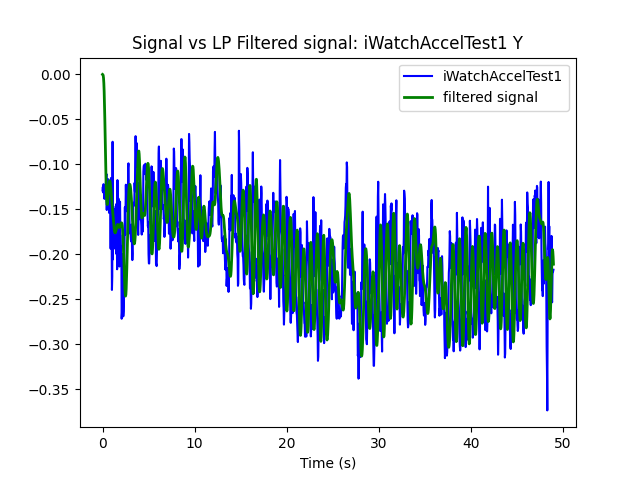 Signal vs LP Filtered signal: iWatchAccelTest1 Y
iWatchAccelTest1
filtered signal
0.00
−0.05
−0.10
−0.15
−0.20
−0.25
−0.30
−0.35
0 10 20 30 40 50
Time (s)